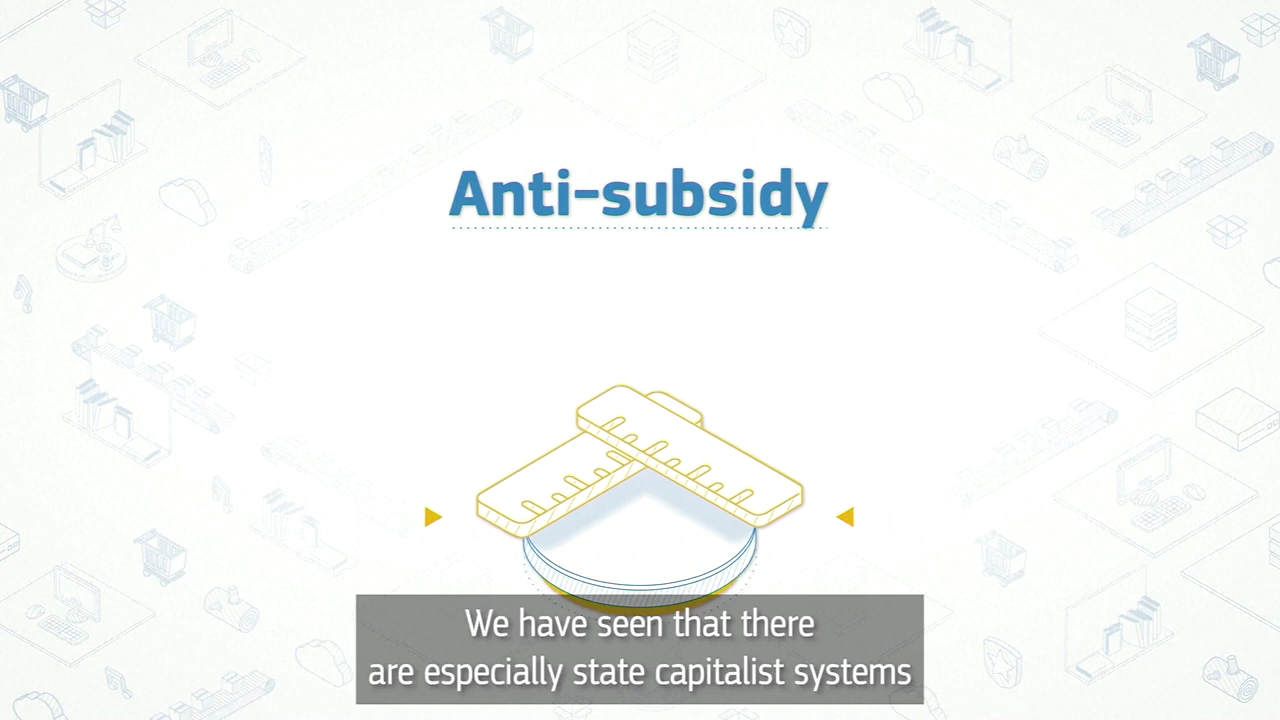 Anti-subsidy
We have seen that there
are especially state capitalist systems